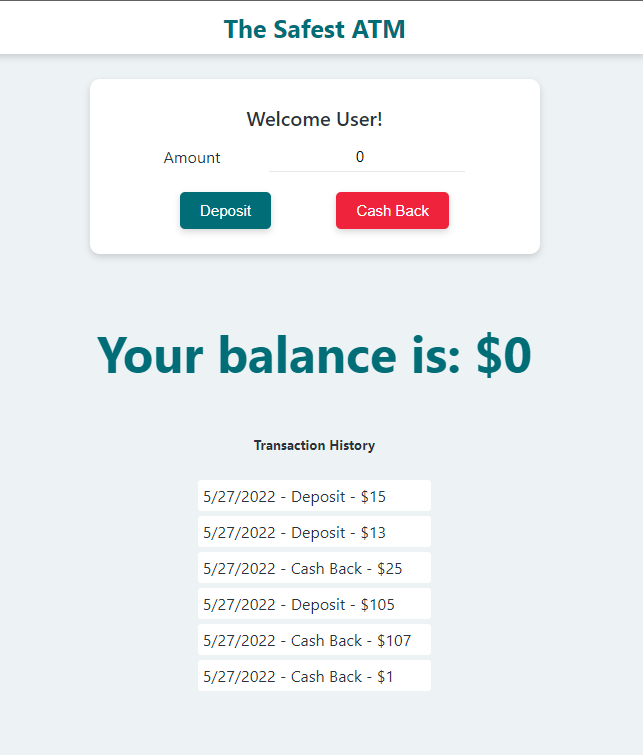 The Safest ATM
Welcome User!
Amount 0
Deposit Cash Back
Your balance is: $0
Transaction History
5/27/2022 - Deposit - $15
5/27/2022 - Deposit - $13
5/27/2022 - Cash Back - $25
5/27/2022 - Deposit - $105
5/27/2022 - Cash Back - $107
5/27/2022 - Cash Back - $1